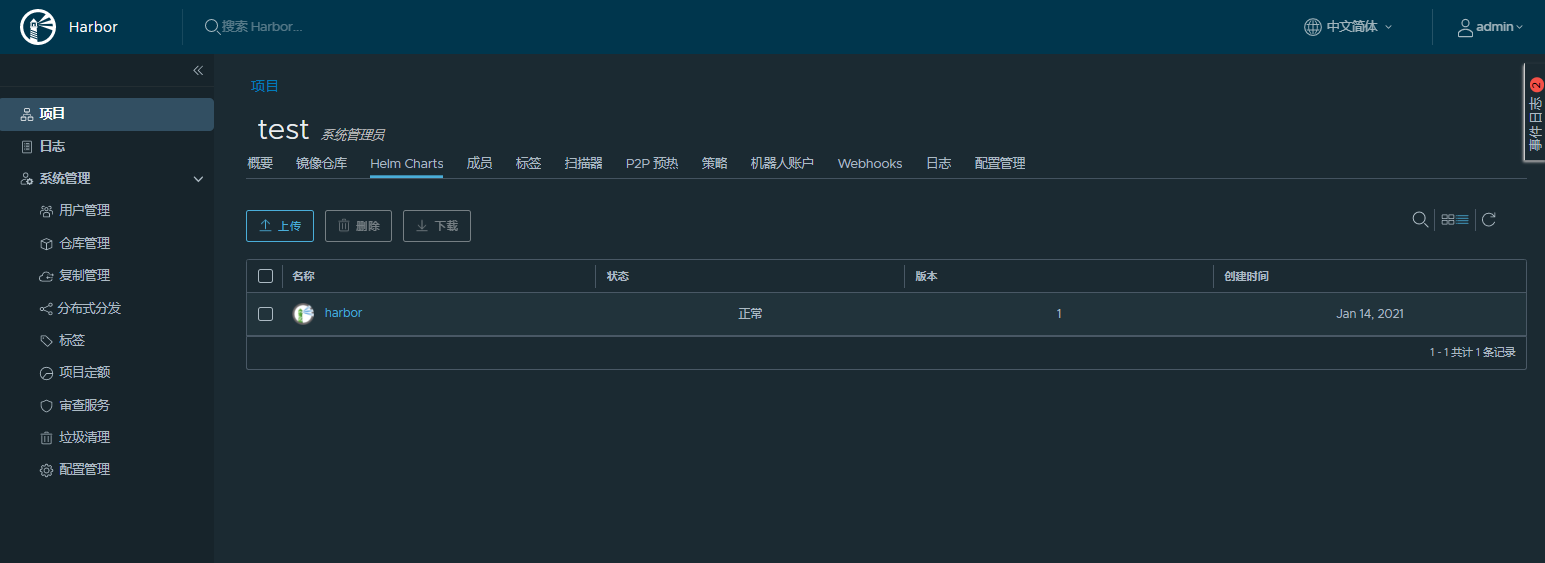 Harbor
搜索 Harbor...
中文简体
admin
项目
日志
系统管理
用户管理
仓库管理
复制管理
分布式分发
标签
项目定额
审查服务
垃圾清理
配置管理
项目
test 系统管理员
概要 镜像仓库 Helm Charts 成员 标签 扫描器 P2P 预热 策略 机器人账户 Webhooks 日志 配置管理
上传 删除 下载
名称 状态 版本 创建时间
harbor 正常 1 Jan 14, 2021
1 - 1 共计 1 条记录
事件日志 2